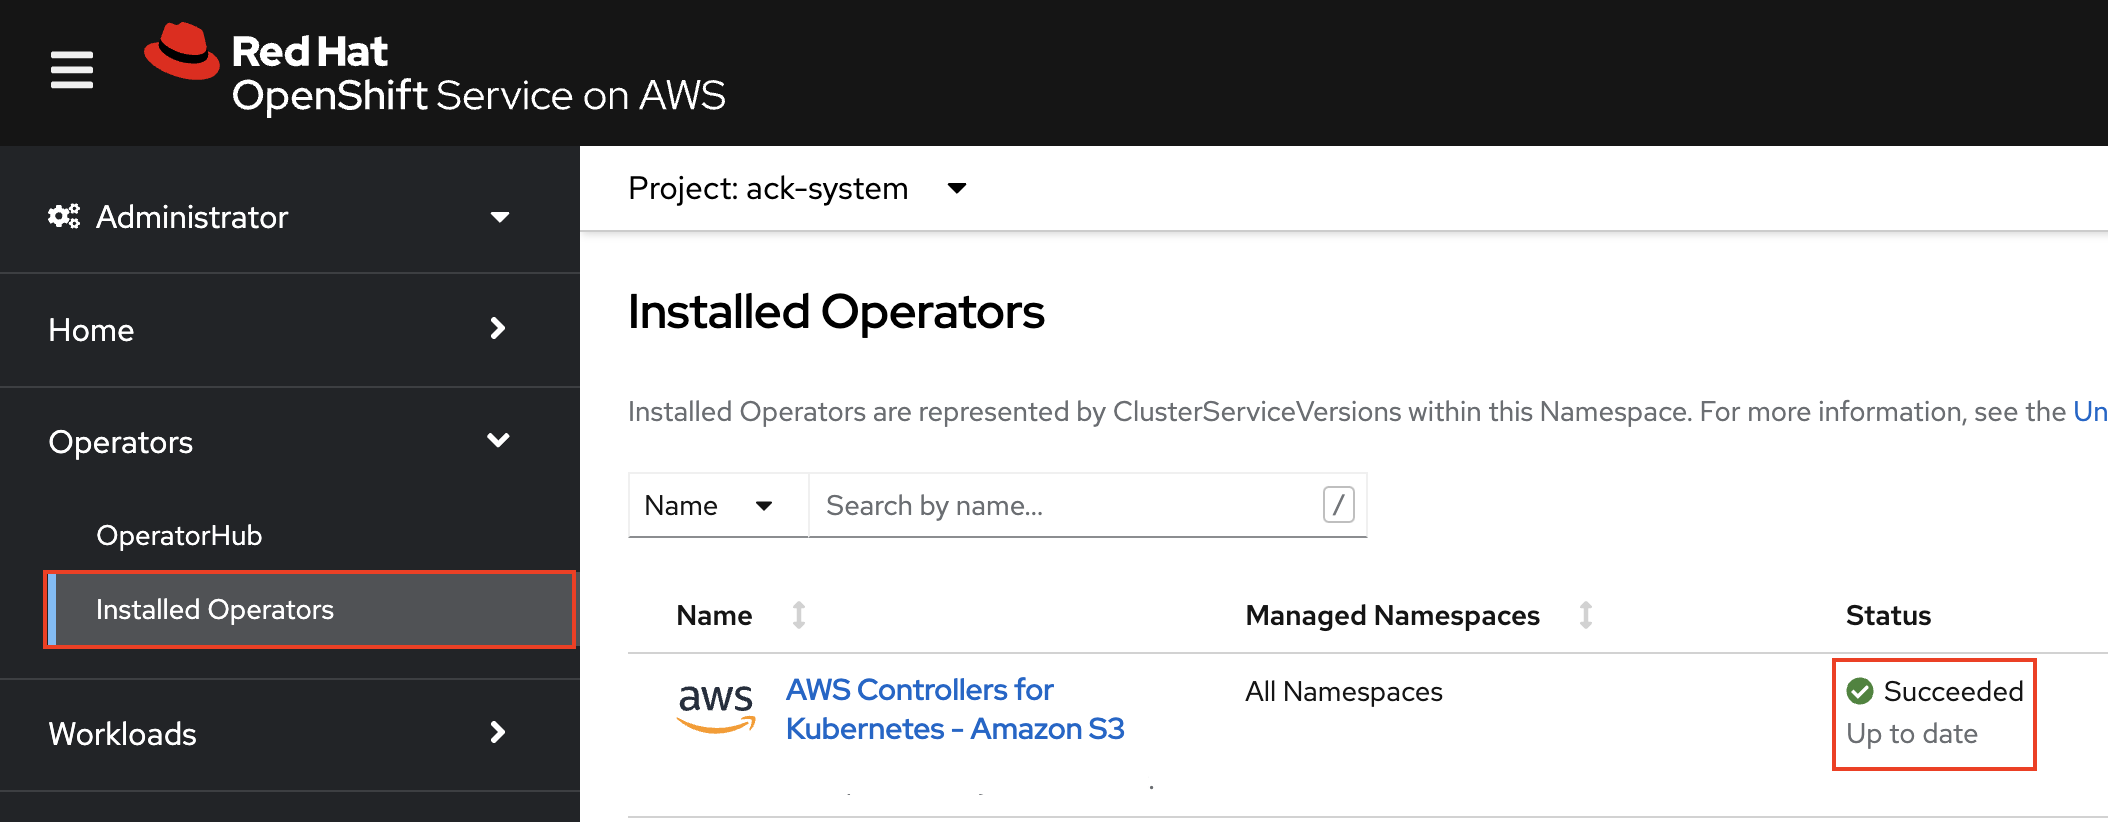 Red Hat
OpenShift Service on AWS
Administrator
Home
Operators
OperatorHub
Installed Operators
Workloads
Project: ack-system
Installed Operators
Installed Operators are represented by ClusterServiceVersions within this Namespace. For more information, see the Un
Name
Search by name...
/
Name
Managed Namespaces
Status
aws
AWS Controllers for
Kubernetes - Amazon S3
All Namespaces
Succeeded
Up to date